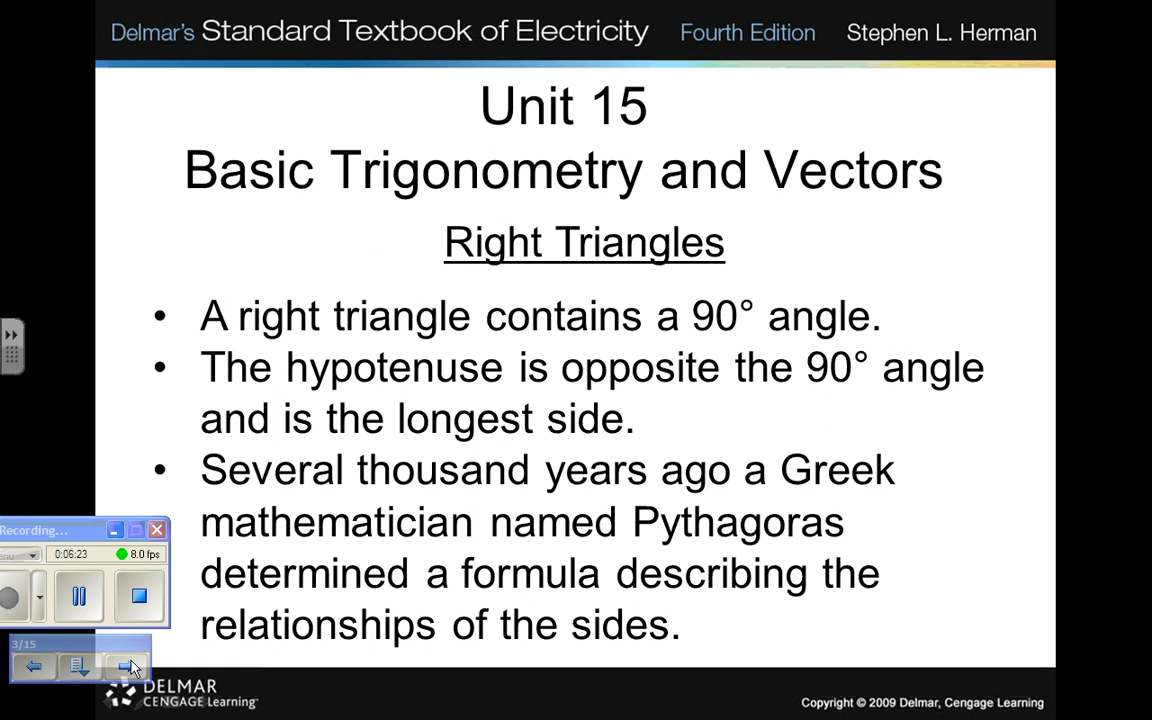 Delmar's Standard Textbook of Electricity Fourth Edition Stephen L. Herman
Unit 15
Basic Trigonometry and Vectors
Right Triangles
• A right triangle contains a 90° angle.
• The hypotenuse is opposite the 90° angle
and is the longest side.
• Several thousand years ago a Greek
mathematician named Pythagoras
determined a formula describing the
relationships of the sides.
Recording...
0:06:23 8.0 fps
3/15
DELMAR
CENGAGE Learning™
Copyright © 2009 Delmar, Cengage Learning